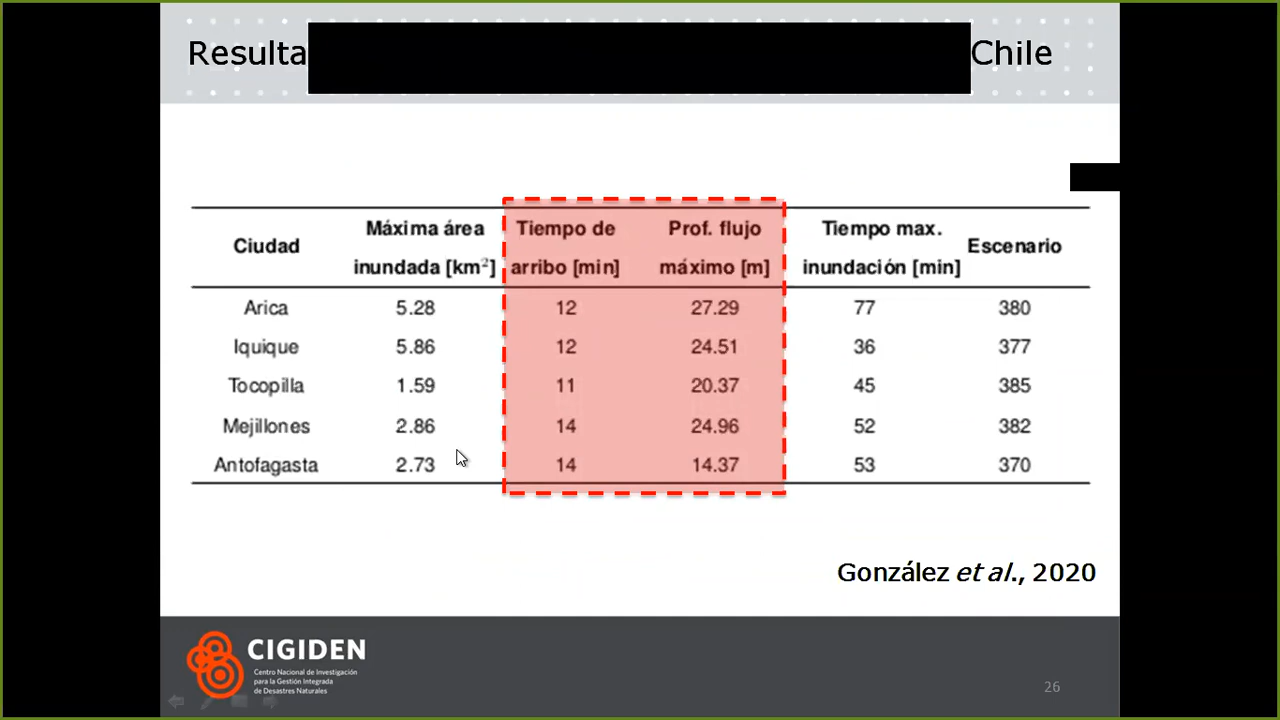 Resulta Chile
Ciudad Máxima área inundada [km²] Tiempo de arribo [min] Prof. flujo máximo [m] Tiempo max. inundación [min] Escenario
Arica 5.28 12 27.29 77 380
Iquique 5.86 12 24.51 36 377
Tocopilla 1.59 11 20.37 45 385
Mejillones 2.86 14 24.96 52 382
Antofagasta 2.73 14 14.37 53 370
González et al., 2020
CIGIDEN
Centro Nacional de Investigación
para la Gestión Integrada
de Desastres Naturales
26